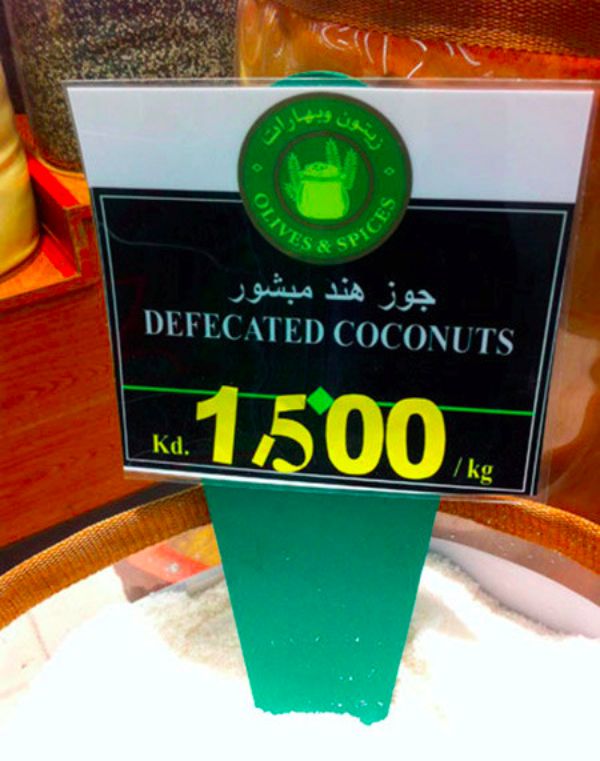 زيتون وبهارات
OLIVES & SPICES
جوز هند مبشور
DEFECATED COCONUTS
Kd. 1,500 / kg